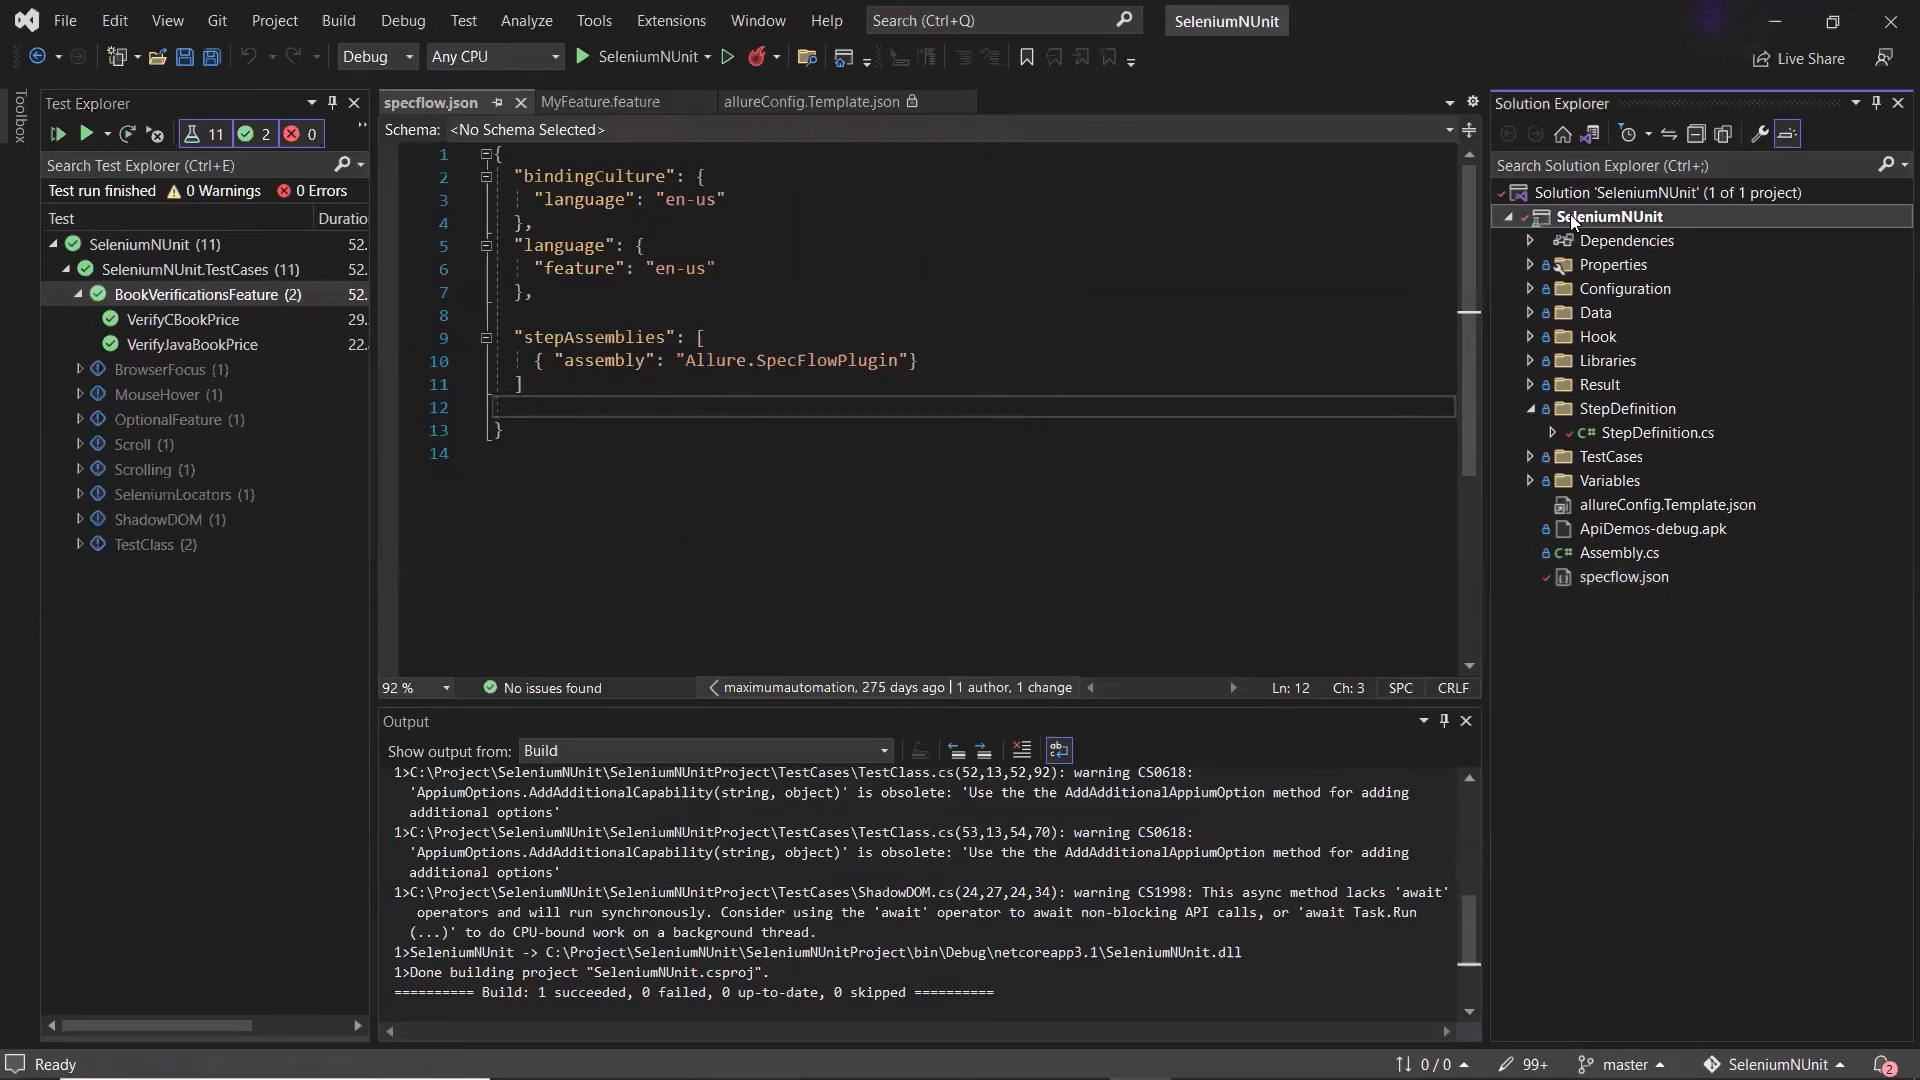 File Edit View Git Project Build Debug Test Analyze Tools Extensions Window Help Search (Ctrl+Q) SeleniumNUnit
Debug Any CPU SeleniumNUnit Live Share
Toolbox
Test Explorer
11 2 0
Search Test Explorer (Ctrl+E)
Test run finished 0 Warnings 0 Errors
Test Duratio
SeleniumNUnit (11) 52.
SeleniumNUnit.TestCases (11) 52.
BookVerificationsFeature (2) 52.
VerifyCBookPrice 29.
VerifyJavaBookPrice 22.
BrowserFocus (1)
MouseHover (1)
OptionalFeature (1)
Scroll (1)
Scrolling (1)
SeleniumLocators (1)
ShadowDOM (1)
TestClass (2)
specflow.json MyFeature.feature allureConfig.Template.json
Schema: <No Schema Selected>
1 {
2 "bindingCulture": {
3 "language": "en-us"
4 },
5 "language": {
6 "feature": "en-us"
7 },
8
9 "stepAssemblies": [
10 { "assembly": "Allure.SpecFlowPlugin"}
11 ]
12
13 }
14
92 % No issues found maximumautomation, 275 days ago | 1 author, 1 change Ln: 12 Ch: 3 SPC CRLF
Output
Show output from: Build
1>C:\Project\SeleniumNUnit\SeleniumNUnitProject\TestCases\TestClass.cs(52,13,52,92): warning CS0618:
'AppiumOptions.AddAdditionalCapability(string, object)' is obsolete: 'Use the the AddAdditionalAppiumOption method for adding
additional options'
1>C:\Project\SeleniumNUnit\SeleniumNUnitProject\TestCases\TestClass.cs(53,13,54,70): warning CS0618:
'AppiumOptions.AddAdditionalCapability(string, object)' is obsolete: 'Use the the AddAdditionalAppiumOption method for adding
additional options'
1>C:\Project\SeleniumNUnit\SeleniumNUnitProject\TestCases\ShadowDOM.cs(24,27,24,34): warning CS1998: This async method lacks 'await'
operators and will run synchronously. Consider using the 'await' operator to await non-blocking API calls, or 'await Task.Run
(...)' to do CPU-bound work on a background thread.
1>SeleniumNUnit -> C:\Project\SeleniumNUnit\SeleniumNUnitProject\bin\Debug\netcoreapp3.1\SeleniumNUnit.dll
1>Done building project "SeleniumNUnit.csproj".
========== Build: 1 succeeded, 0 failed, 0 up-to-date, 0 skipped ==========
Solution Explorer
Search Solution Explorer (Ctrl+;)
Solution 'SeleniumNUnit' (1 of 1 project)
SeleniumNUnit
Dependencies
Properties
Configuration
Data
Hook
Libraries
Result
StepDefinition
C# StepDefinition.cs
TestCases
Variables
allureConfig.Template.json
ApiDemos-debug.apk
C# Assembly.cs
specflow.json
Ready 0 / 0 99+ master SeleniumNUnit 2